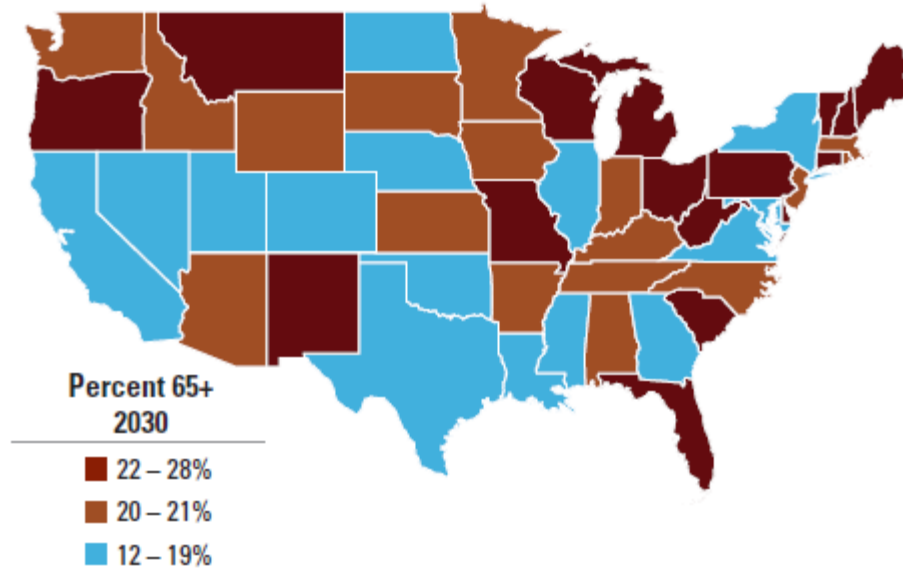 Percent 65+
2030
22 – 28%
20 – 21%
12 – 19%